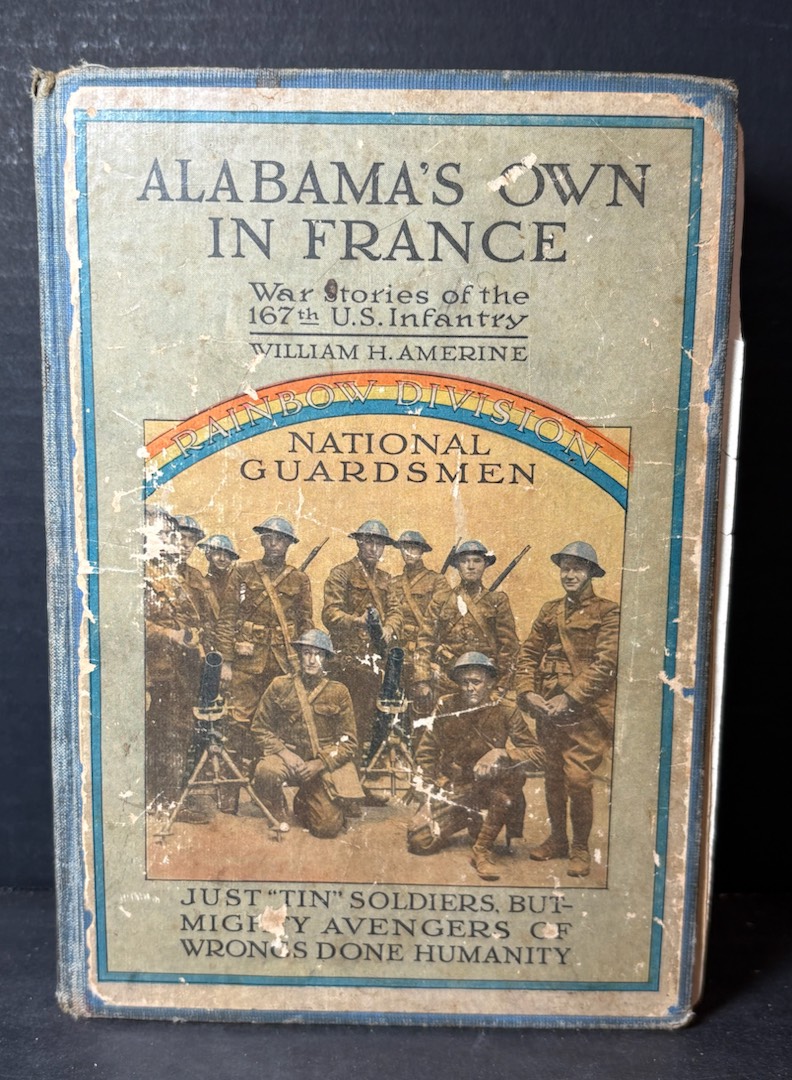 ALABAMA'S OWN
IN FRANCE
War Stories of the
167th U.S. Infantry
WILLIAM H. AMERINE
RAINBOW DIVISION
NATIONAL
GUARDSMEN
JUST "TIN" SOLDIERS, BUT-
MIGHTY AVENGERS OF
WRONGS DONE HUMANITY